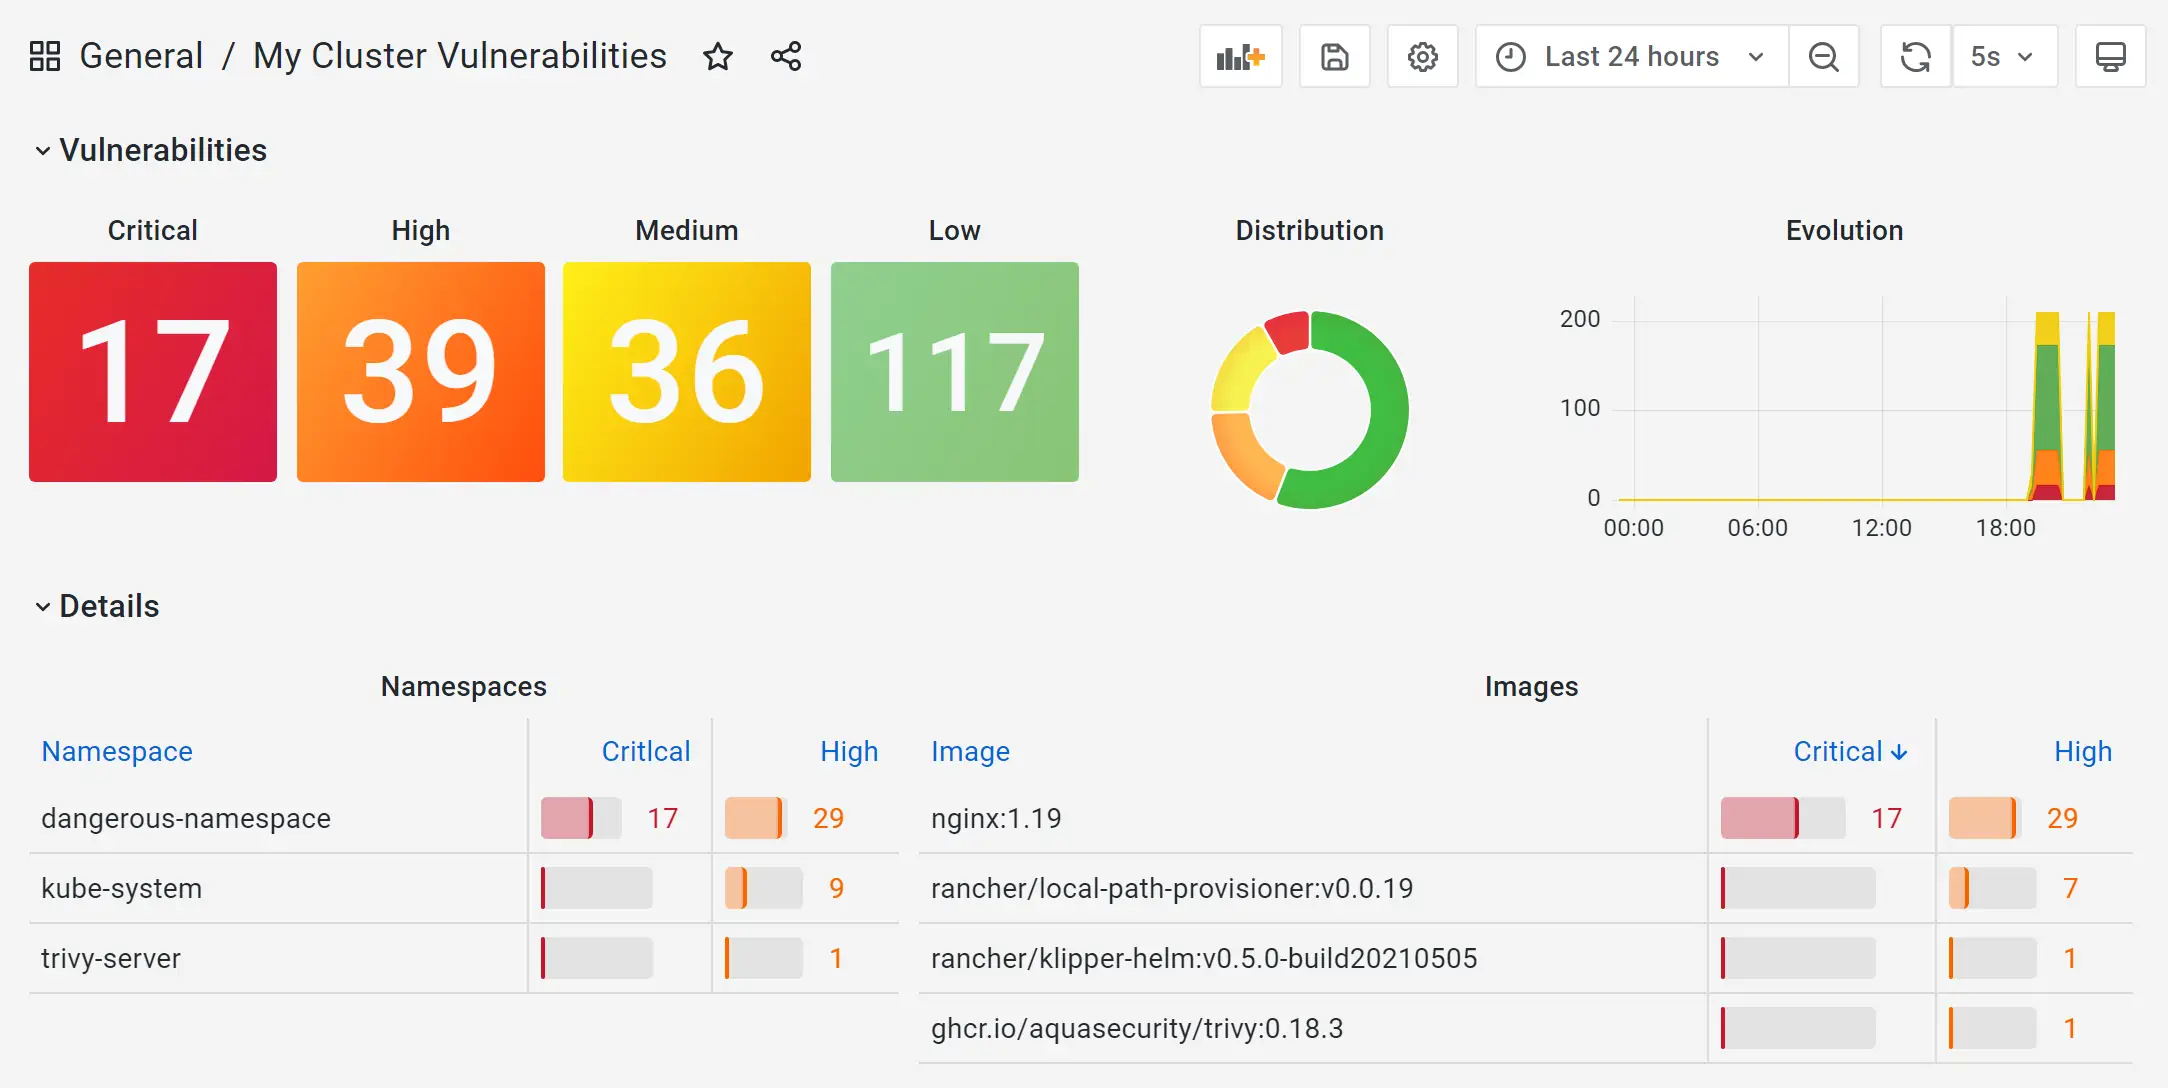 General / My Cluster Vulnerabilities
Last 24 hours
5s
Vulnerabilities
Critical
High
Medium
Low
Distribution
Evolution
17
39
36
117
200
100
0
00:00 06:00 12:00 18:00
Details
Namespaces
Namespace Critlcal High
dangerous-namespace 17 29
kube-system 9
trivy-server 1
Images
Image Critical High
nginx:1.19 17 29
rancher/local-path-provisioner:v0.0.19 7
rancher/klipper-helm:v0.5.0-build20210505 1
ghcr.io/aquasecurity/trivy:0.18.3 1